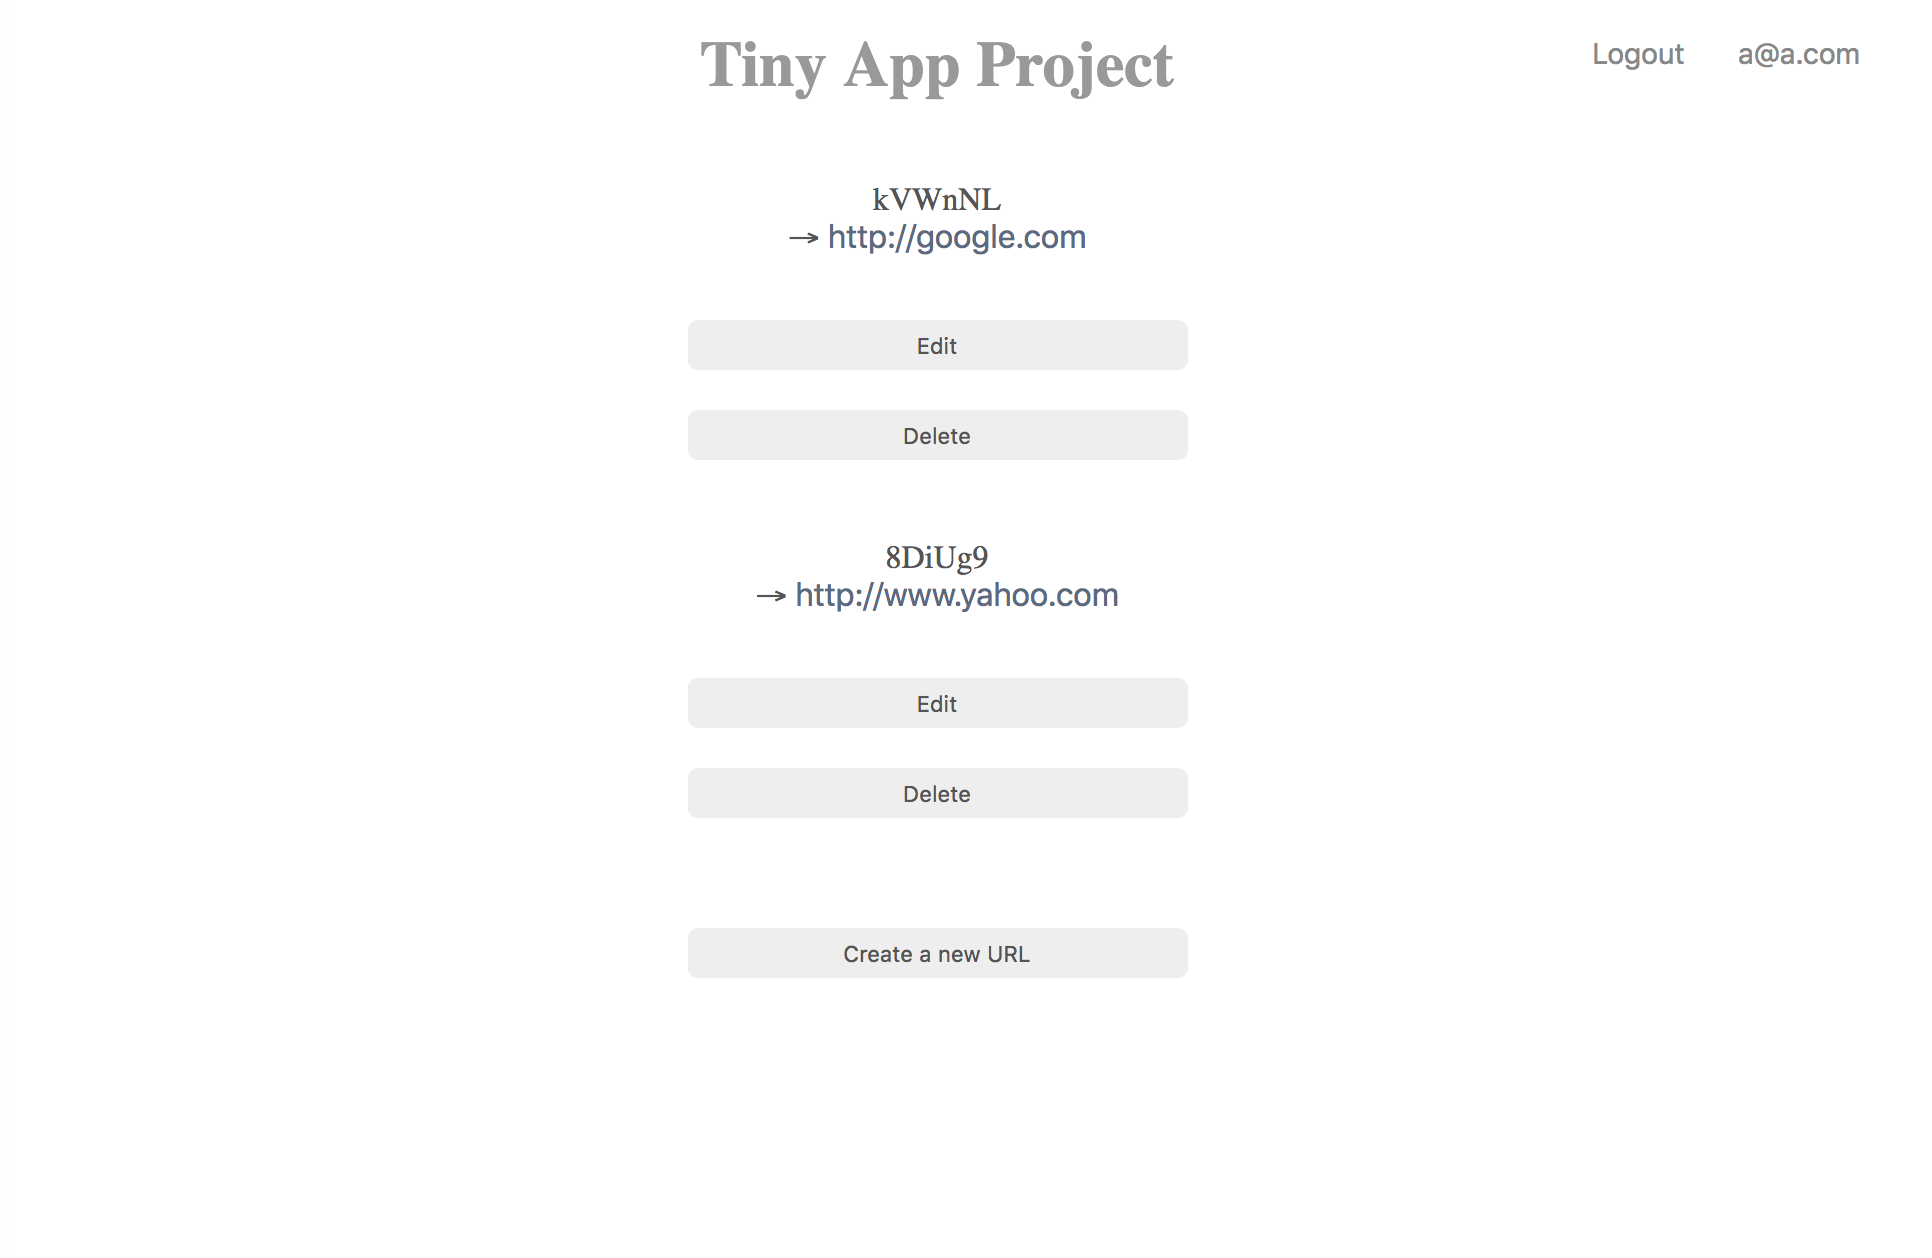 Tiny App Project
Logout a@a.com
kVWnNL
→ http://google.com
Edit
Delete
8DiUg9
→ http://www.yahoo.com
Edit
Delete
Create a new URL